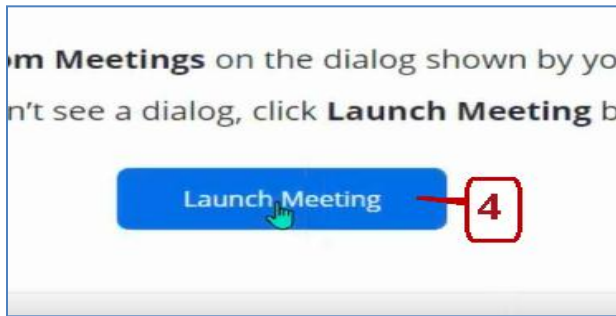 om Meetings on the dialog shown by yo
n't see a dialog, click Launch Meeting b
Launch Meeting
4